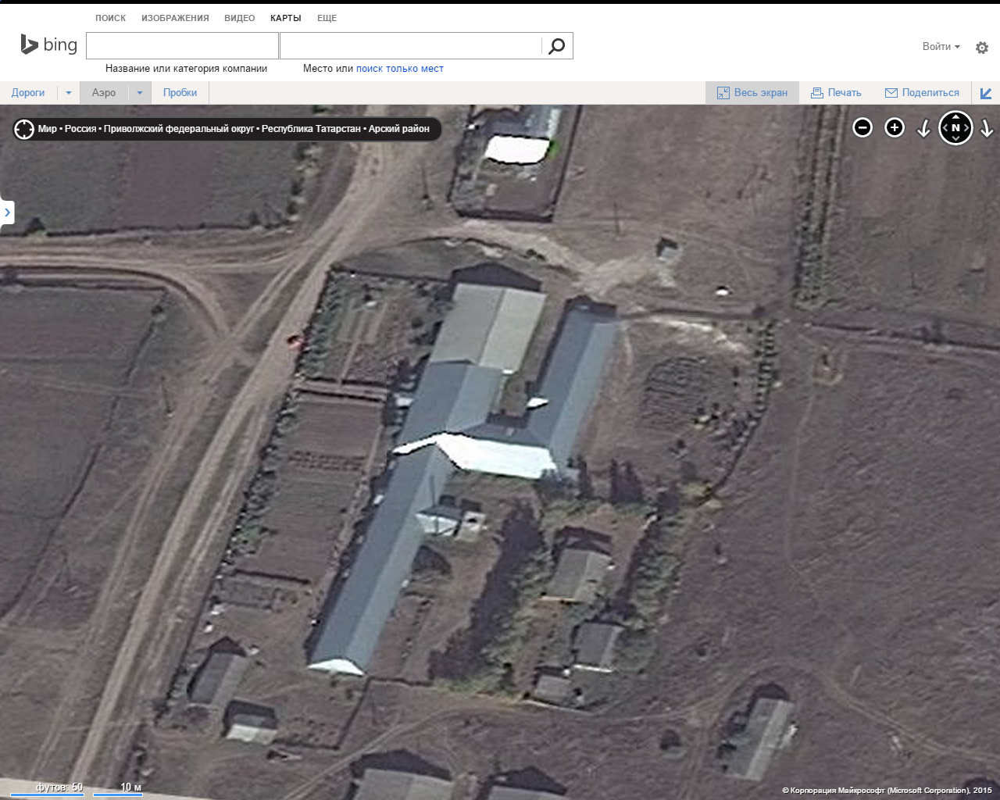 ПОИСК ИЗОБРАЖЕНИЯ ВИДЕО КАРТЫ ЕЩЕ
bing
Войти
Название или категория компании Место или поиск только мест
Дороги Аэро Пробки Весь экран Печать Поделиться
Мир • Россия • Приволжский федеральный округ • Республика Татарстан • Арский район
N
футов: 50 10 м
© Корпорация Майкрософт (Microsoft Corporation), 2015